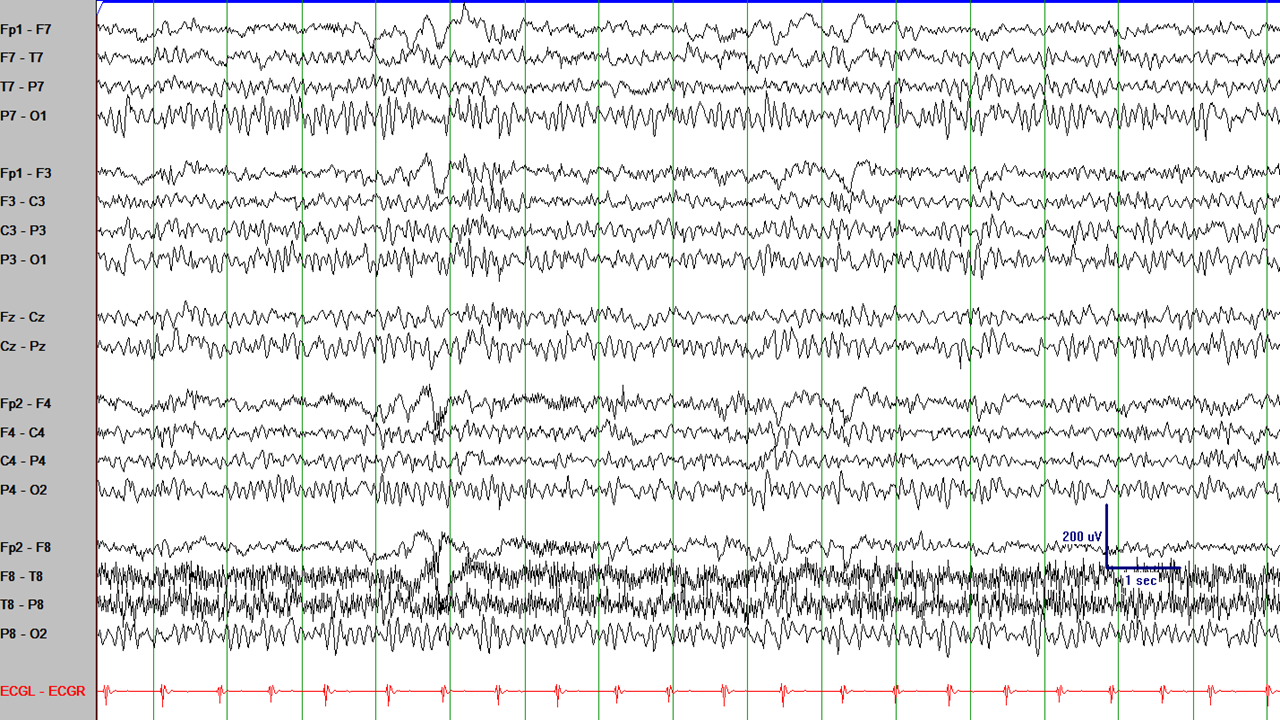 Fp1 - F7
F7 - T7
T7 - P7
P7 - O1
Fp1 - F3
F3 - C3
C3 - P3
P3 - O1
Fz - Cz
Cz - Pz
Fp2 - F4
F4 - C4
C4 - P4
P4 - O2
200 uV
Fp2 - F8
F8 - T8
1 sec
T8 - P8
P8 - O2
ECGL - ECGR